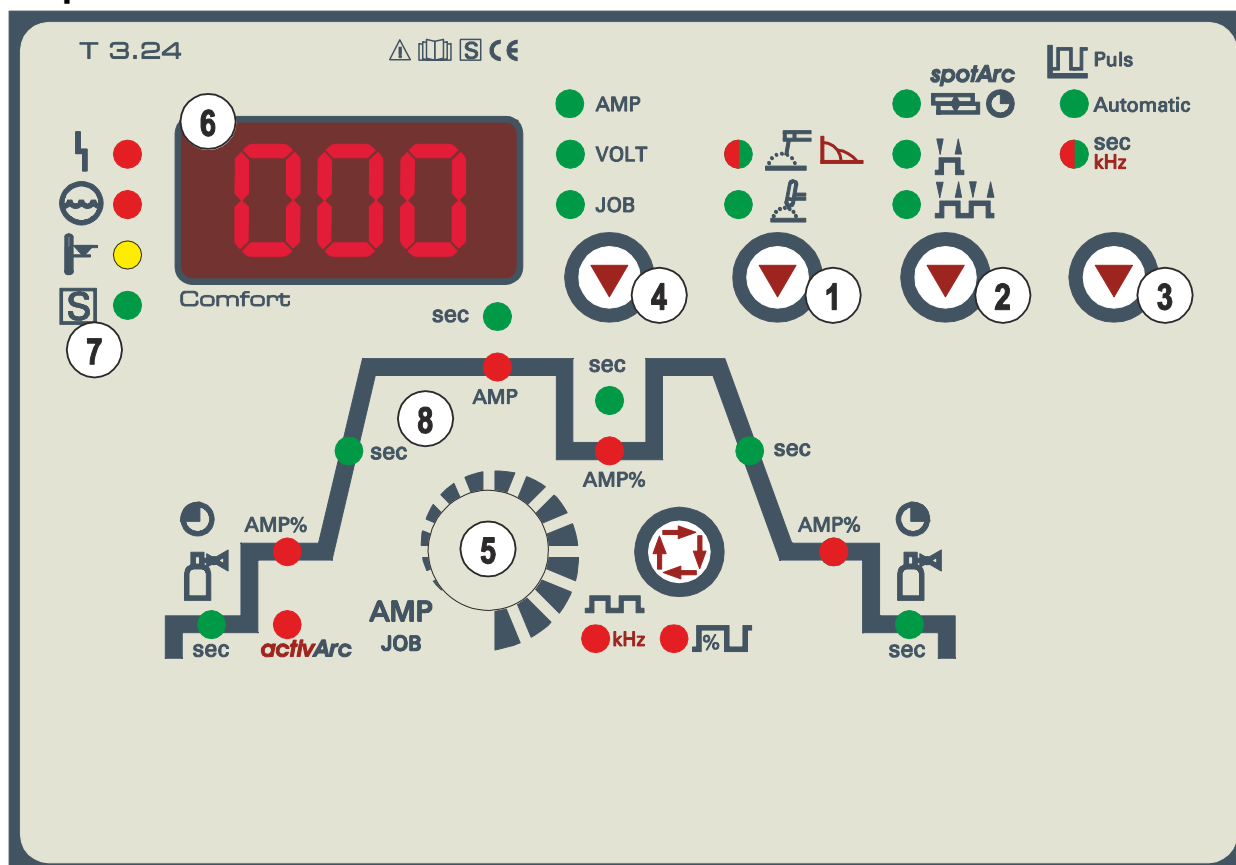 T 3.24
S CE
Puls
spotArc
AMP
Automatic
6
000
VOLT
sec
kHz
JOB
S
Comfort
4
1
2
3
sec
7
sec
AMP
8
sec
sec
AMP%
AMP%
AMP%
5
AMP
JOB
kHz
%
sec
activArc
sec